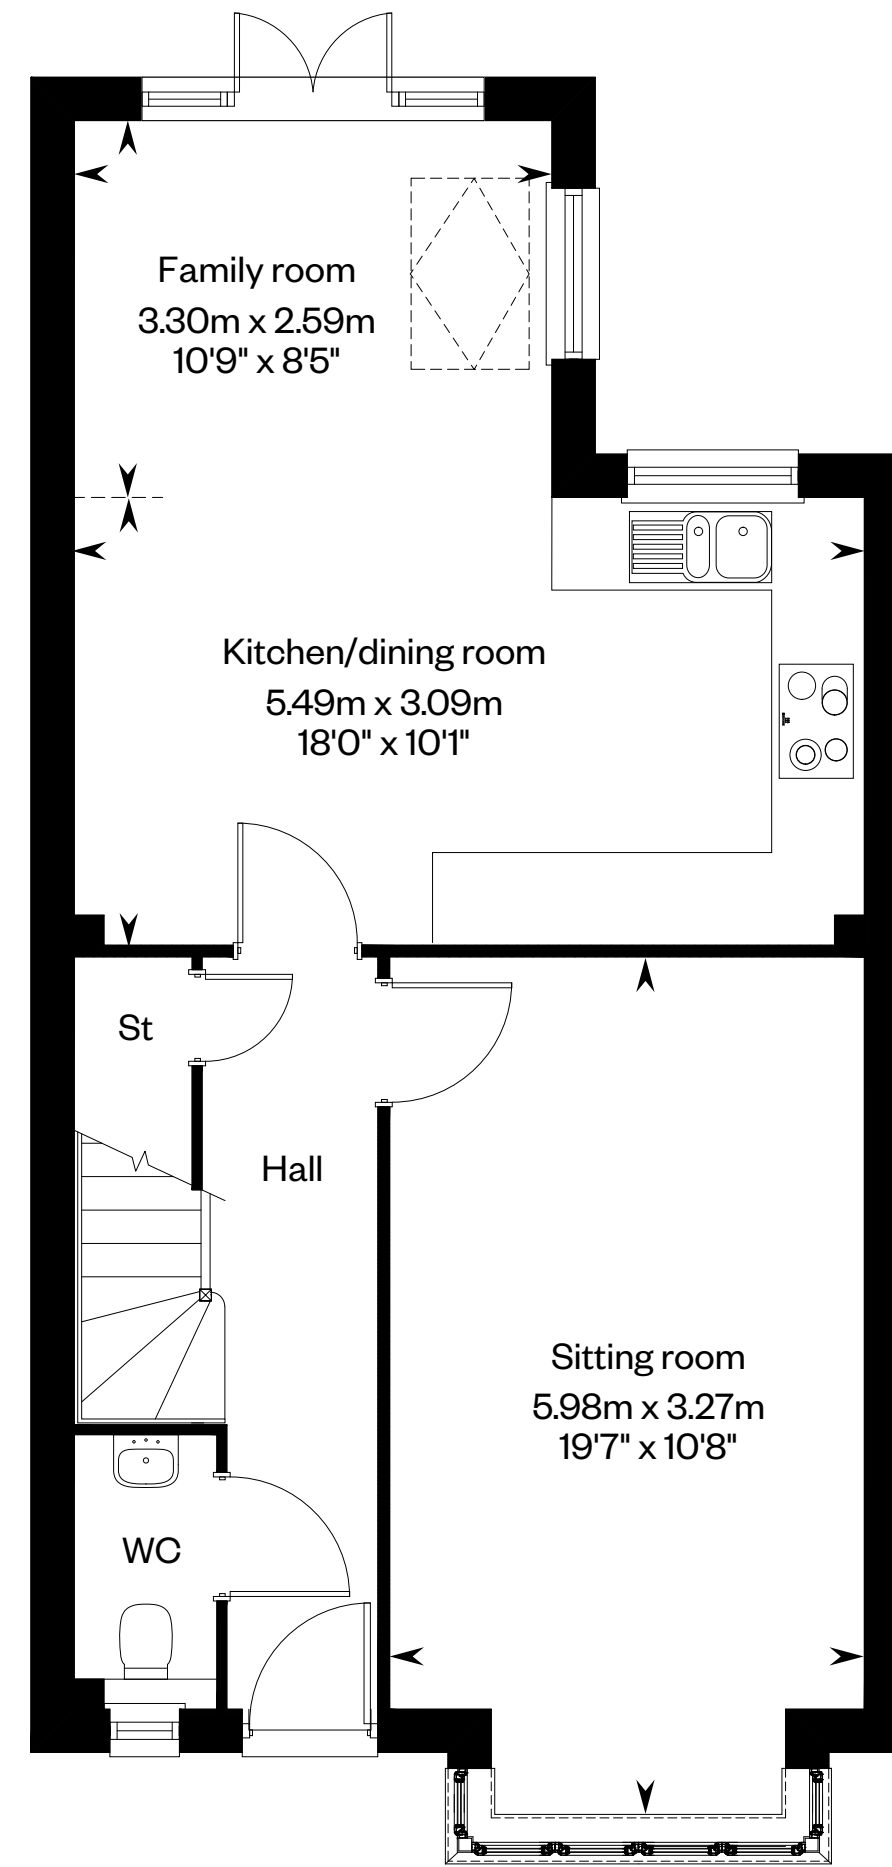 Family room
3.30m x 2.59m
10'9" x 8'5"
Kitchen/dining room
5.49m x 3.09m
18'0" x 10'1"
St
Hall
Sitting room
5.98m x 3.27m
19'7" x 10'8"
WC